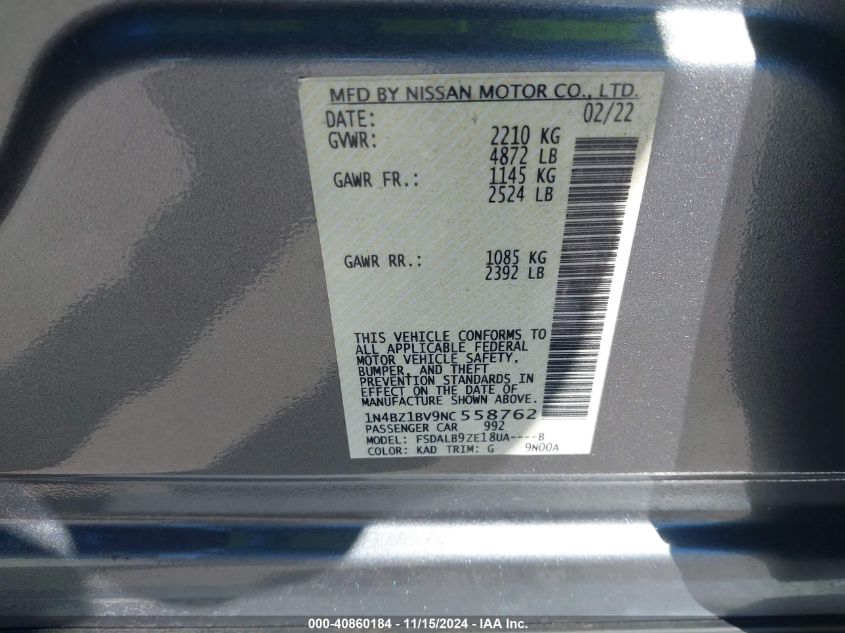 MFD BY NISSAN MOTOR CO., LTD.
DATE: 02/22
GVWR: 2210 KG
4872 LB
GAWR FR.: 1145 KG
2524 LB
GAWR RR.: 1085 KG
2392 LB
THIS VEHICLE CONFORMS TO
ALL APPLICABLE FEDERAL
MOTOR VEHICLE SAFETY,
BUMPER, AND THEFT
PREVENTION STANDARDS IN
EFFECT ON THE DATE OF
MANUFACTURE SHOWN ABOVE.
1N4BZ1BV9NC558762
PASSENGER CAR 992
MODEL: FSDALB9ZE18UA----B
COLOR: KAD TRIM: G 9N00A
000-40860184 - 11/15/2024 - IAA Inc.